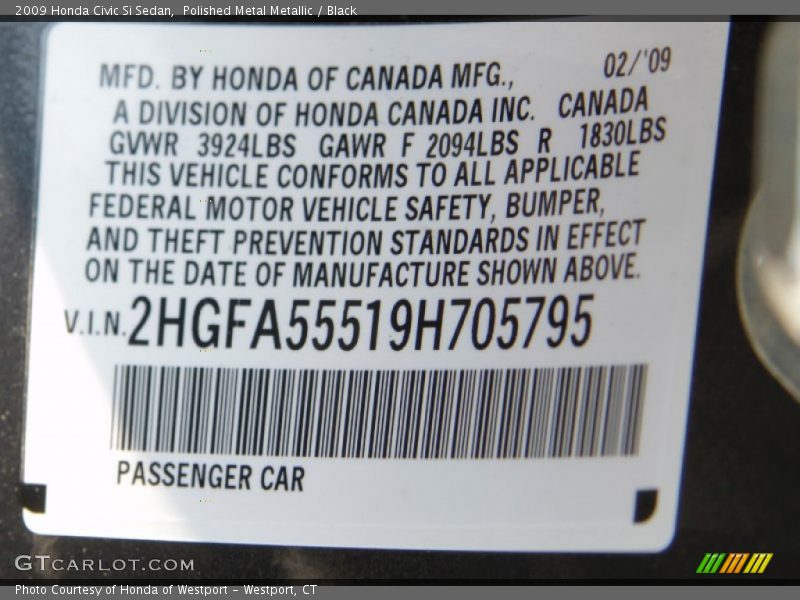 2009 Honda Civic Si Sedan,  Polished Metal Metallic / Black
02/'09
MFD. BY HONDA OF CANADA MFG.,
A DIVISION OF HONDA CANADA INC.  CANADA
GVWR  3924LBS  GAWR  F  2094LBS  R  1830LBS
THIS VEHICLE CONFORMS TO ALL APPLICABLE
FEDERAL MOTOR VEHICLE SAFETY, BUMPER,
AND THEFT PREVENTION STANDARDS IN EFFECT
ON THE DATE OF MANUFACTURE SHOWN ABOVE.
V.I.N. 2HGFA55519H705795
PASSENGER CAR
GTCARLOT.COM
Photo Courtesy of Honda of Westport – Westport, CT